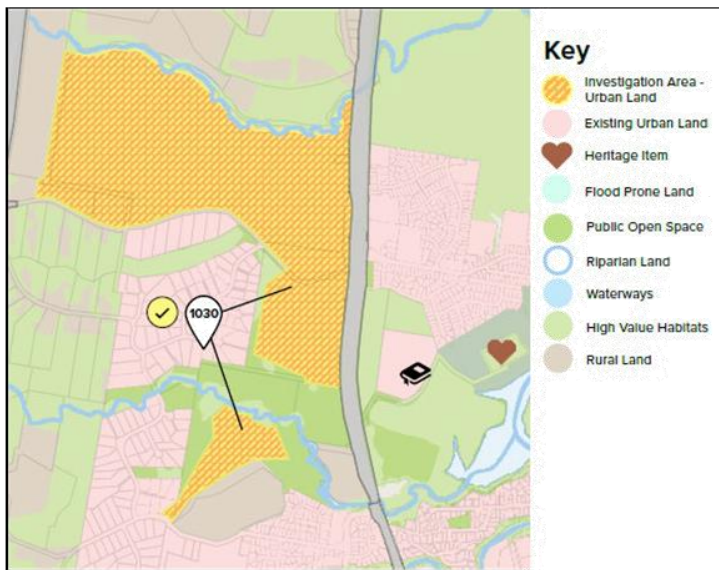 Key
Investigation Area -
Urban Land
Existing Urban Land
Heritage Item
Flood Prone Land
Public Open Space
Riparian Land
Waterways
High Value Habitats
Rural Land
1030